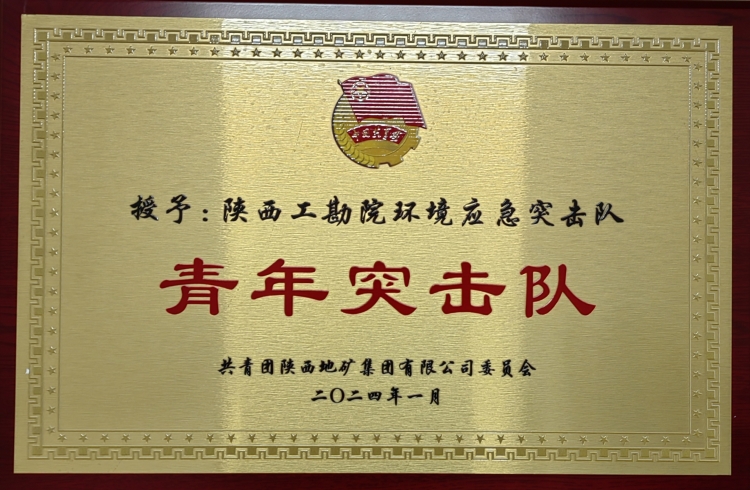 中国共青团
授予：陕西工勘院环境应急突击队
青年突击队
共青团陕西地矿集团有限公司委员会
二〇二四年一月